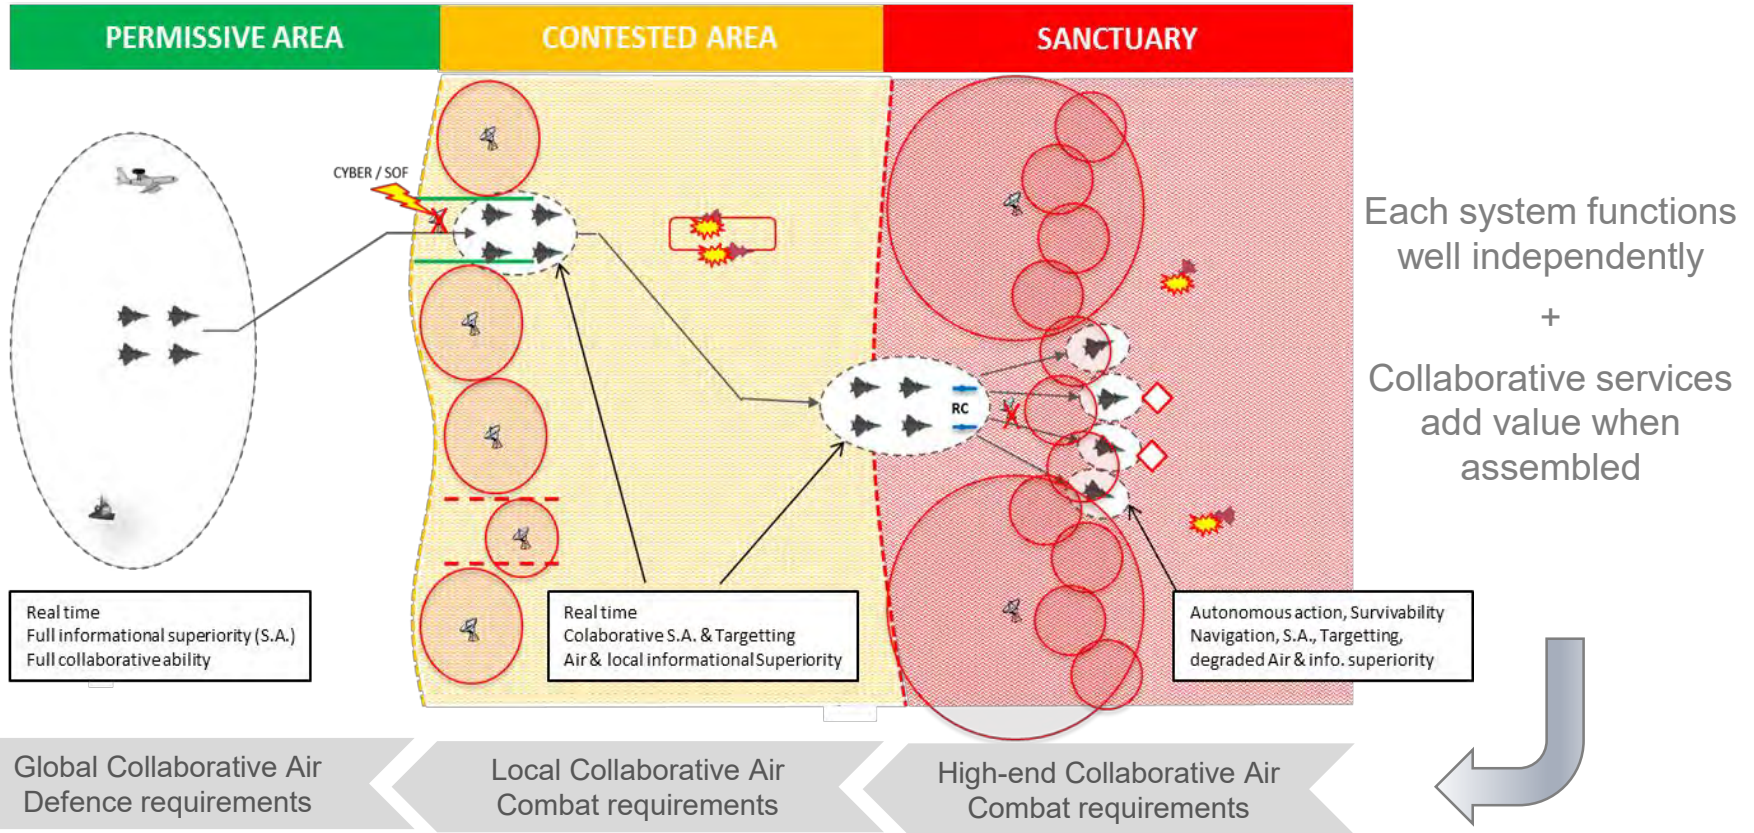 PERMISSIVE AREA
CONTESTED AREA
SANCTUARY
CYBER / SOF
RC
Each system functions
well independently
+
Collaborative services
add value when
assembled
Real time
Full informational superiority (S.A.)
Full collaborative ability
Real time
Colaborative S.A. & Targetting
Air & local informational Superiority
Autonomous action, Survivability
Navigation, S.A., Targetting,
degraded Air & info. superiority
Global Collaborative Air
Defence requirements
Local Collaborative Air
Combat requirements
High-end Collaborative Air
Combat requirements